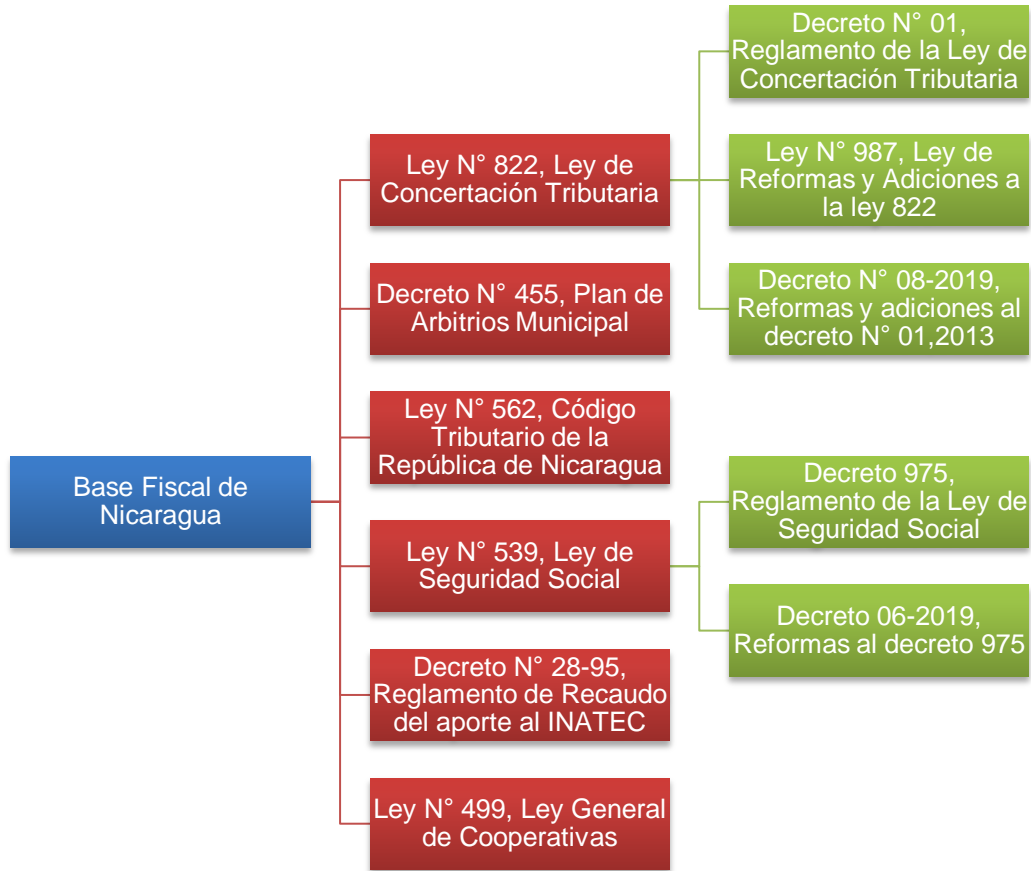 Base Fiscal de
Nicaragua
Ley N° 822, Ley de
Concertación Tributaria
Decreto N° 01,
Reglamento de la Ley de
Concertación Tributaria
Ley N° 987, Ley de
Reformas y Adiciones a
la ley 822
Decreto N° 08-2019,
Reformas y adiciones al
decreto N° 01,2013
Decreto N° 455, Plan de
Arbitrios Municipal
Ley N° 562, Código
Tributario de la
República de Nicaragua
Ley N° 539, Ley de
Seguridad Social
Decreto 975,
Reglamento de la Ley de
Seguridad Social
Decreto 06-2019,
Reformas al decreto 975
Decreto N° 28-95,
Reglamento de Recaudo
del aporte al INATEC
Ley N° 499, Ley General
de Cooperativas